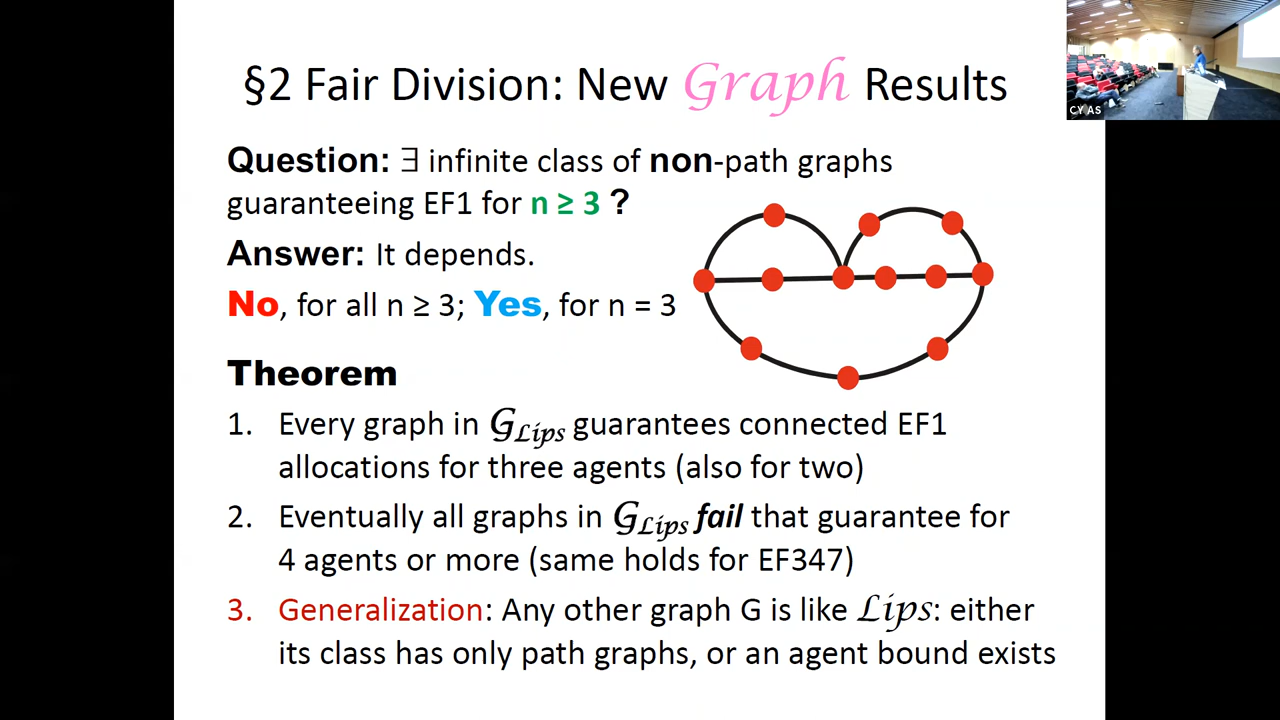 §2 Fair Division: New Graph Results
Question: ∃ infinite class of non-path graphs
guaranteeing EF1 for n ≥ 3 ?
Answer: It depends.
No, for all n ≥ 3; Yes, for n = 3
Theorem
1. Every graph in 𝒢_Lips guarantees connected EF1
allocations for three agents (also for two)
2. Eventually all graphs in 𝒢_Lips fail that guarantee for
4 agents or more (same holds for EF347)
3. Generalization: Any other graph G is like Lips: either
its class has only path graphs, or an agent bound exists
CY AS